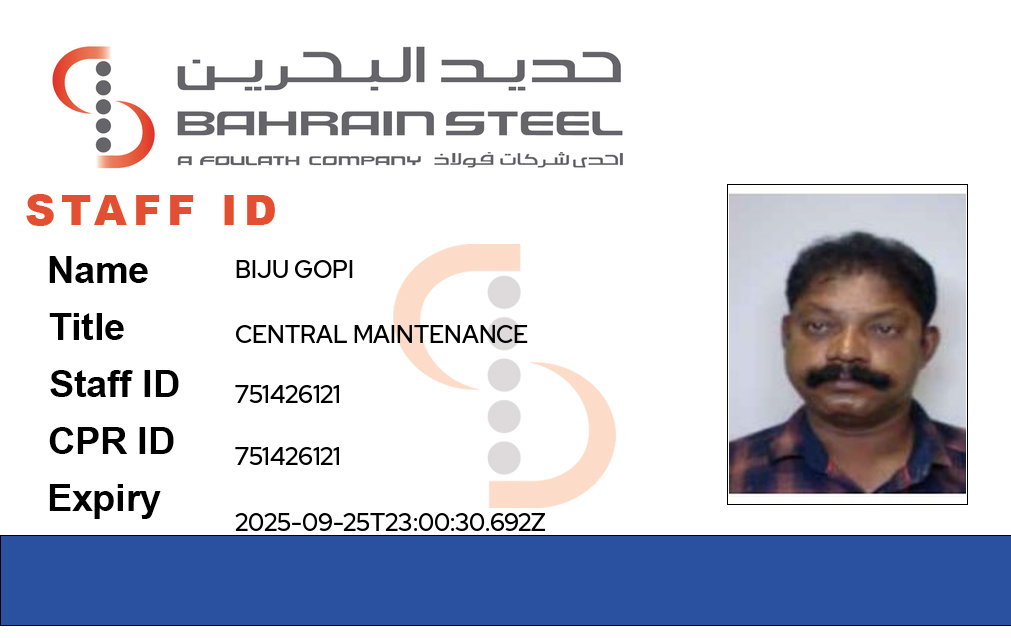 حديد البحرين
BAHRAIN STEEL
A FOULATH COMPANY احدى شركات فولاذ
STAFF ID
Name BIJU GOPI
Title CENTRAL MAINTENANCE
Staff ID 751426121
CPR ID 751426121
Expiry 2025-09-25T23:00:30.692Z